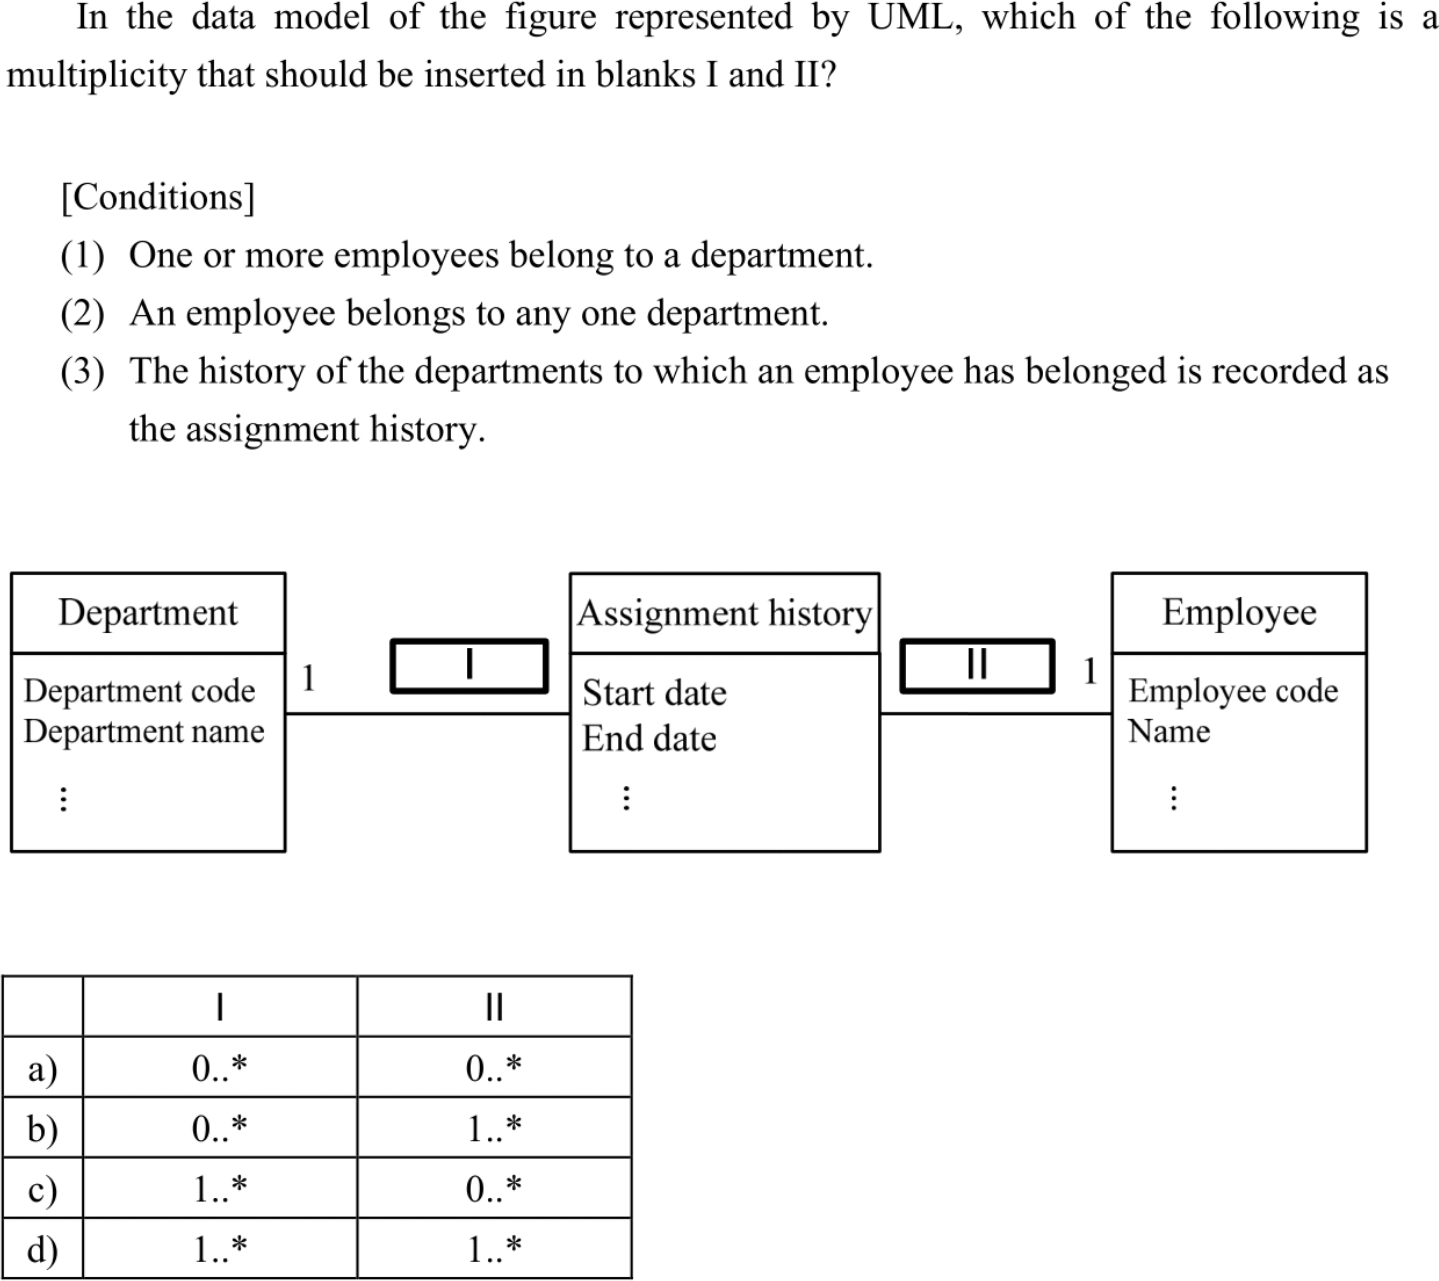 In the data model of the figure represented by UML, which of the following is a
multiplicity that should be inserted in blanks I and II?
[Conditions]
(1) One or more employees belong to a department.
(2) An employee belongs to any one department.
(3) The history of the departments to which an employee has belonged is recorded as
the assignment history.
Department
Department code
Department name
⋮
1
I
Assignment history
Start date
End date
⋮
II
1
Employee
Employee code
Name
⋮
I II
a) 0..* 0..*
b) 0..* 1..*
c) 1..* 0..*
d) 1..* 1..*